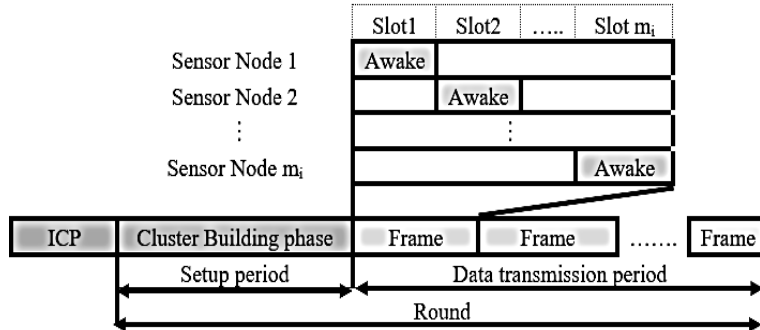 Slot1 Slot2 ..... Slot mi
Sensor Node 1 Awake
Sensor Node 2 Awake
⋮ ⋮
Sensor Node mi Awake
ICP Cluster Building phase Frame Frame ....... Frame
Setup period Data transmission period
Round